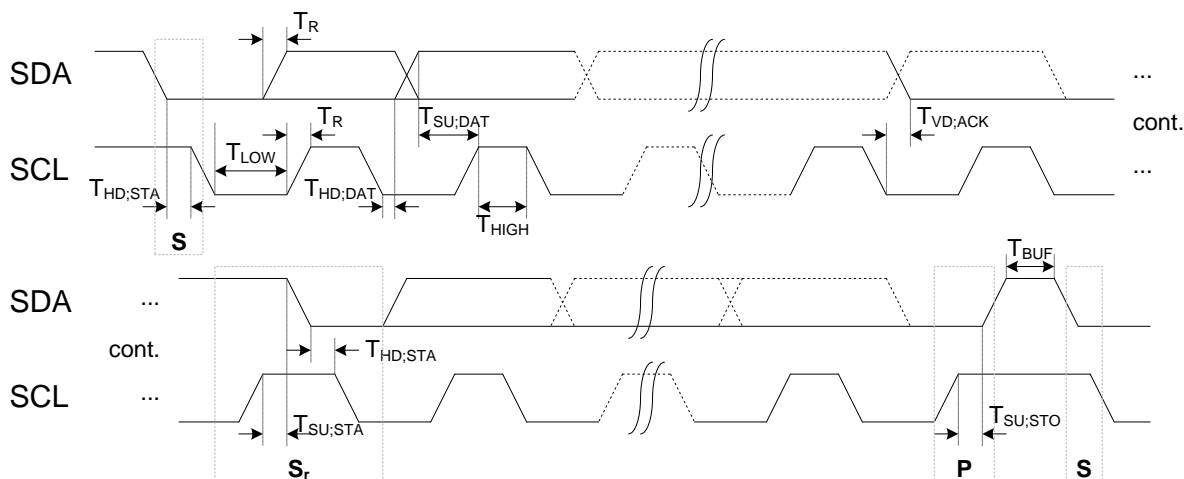 T_R
SDA
...
T_SU;DAT
T_R
T_VD;ACK
cont.
SCL
T_LOW
...
T_HD;STA
T_HD;DAT
T_HIGH
S
T_BUF
SDA
...
cont.
T_HD;STA
SCL
...
T_SU;STA
T_SU;STO
S_r
P
S